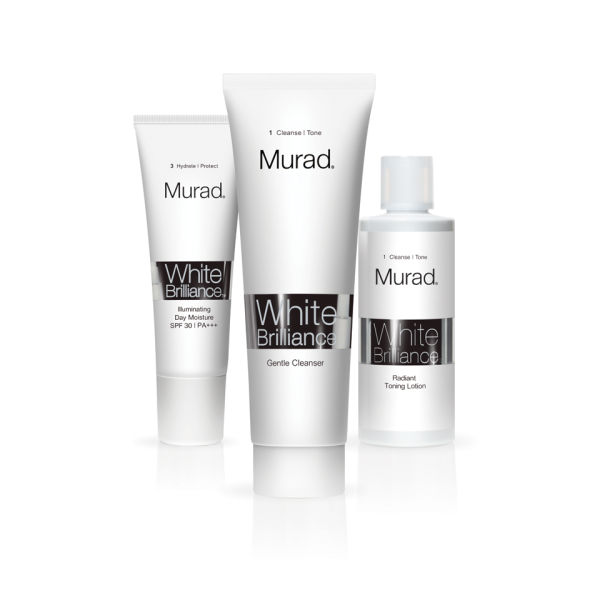 3 Hydrate | Protect
Murad®
White
Brilliance™
Illuminating
Day Moisture
SPF 30 | PA+++
1 Cleanse | Tone
Murad®
White
Brilliance
Gentle Cleanser
1 Cleanse | Tone
Murad®
White
Brilliance
Radiant
Toning Lotion